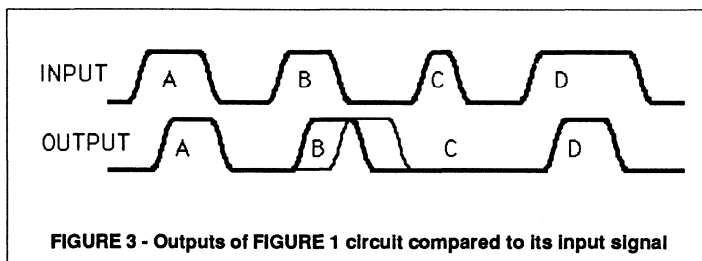 INPUT A B C D
OUTPUT A B C D
FIGURE 3 - Outputs of FIGURE 1 circuit compared to its input signal